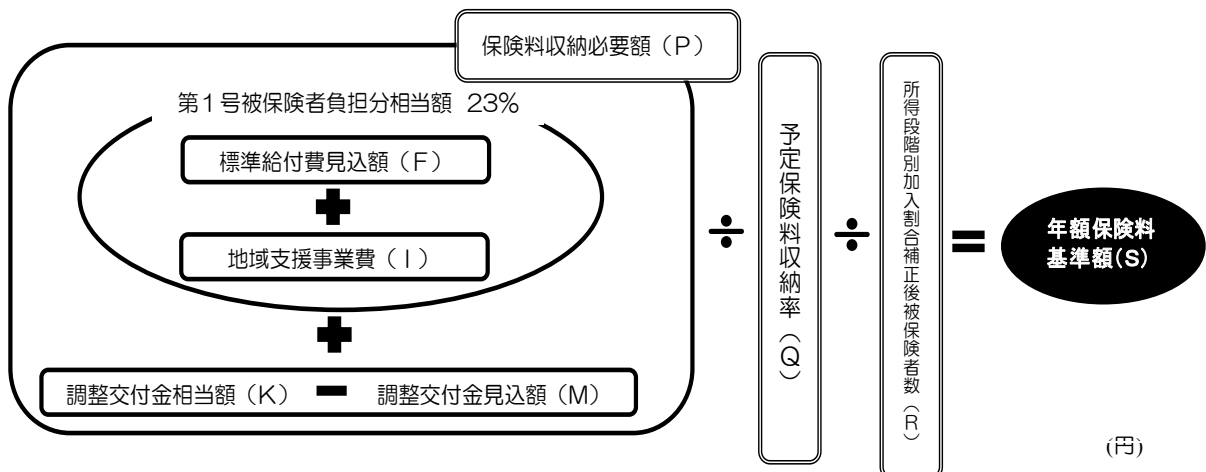 保険料収納必要額（P）
第１号被保険者負担分相当額 23%
標準給付費見込額（F）
＋
地域支援事業費（I）
＋
調整交付金相当額（K） － 調整交付金見込額（M）
÷
予定保険料収納率（Q）
÷
所得段階別加入割合補正後被保険者数（R）
＝
年額保険料
基準額(S)
(円)